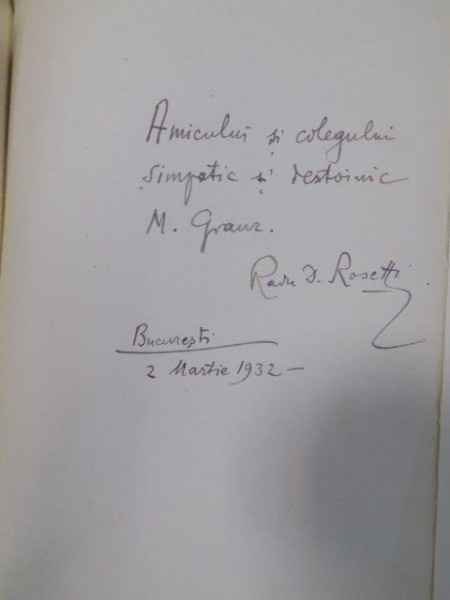 Amicului și colegului
simpatic și destoinic
M. Graur.
Radu D. Rosetti.
București
2 Martie 1932 —